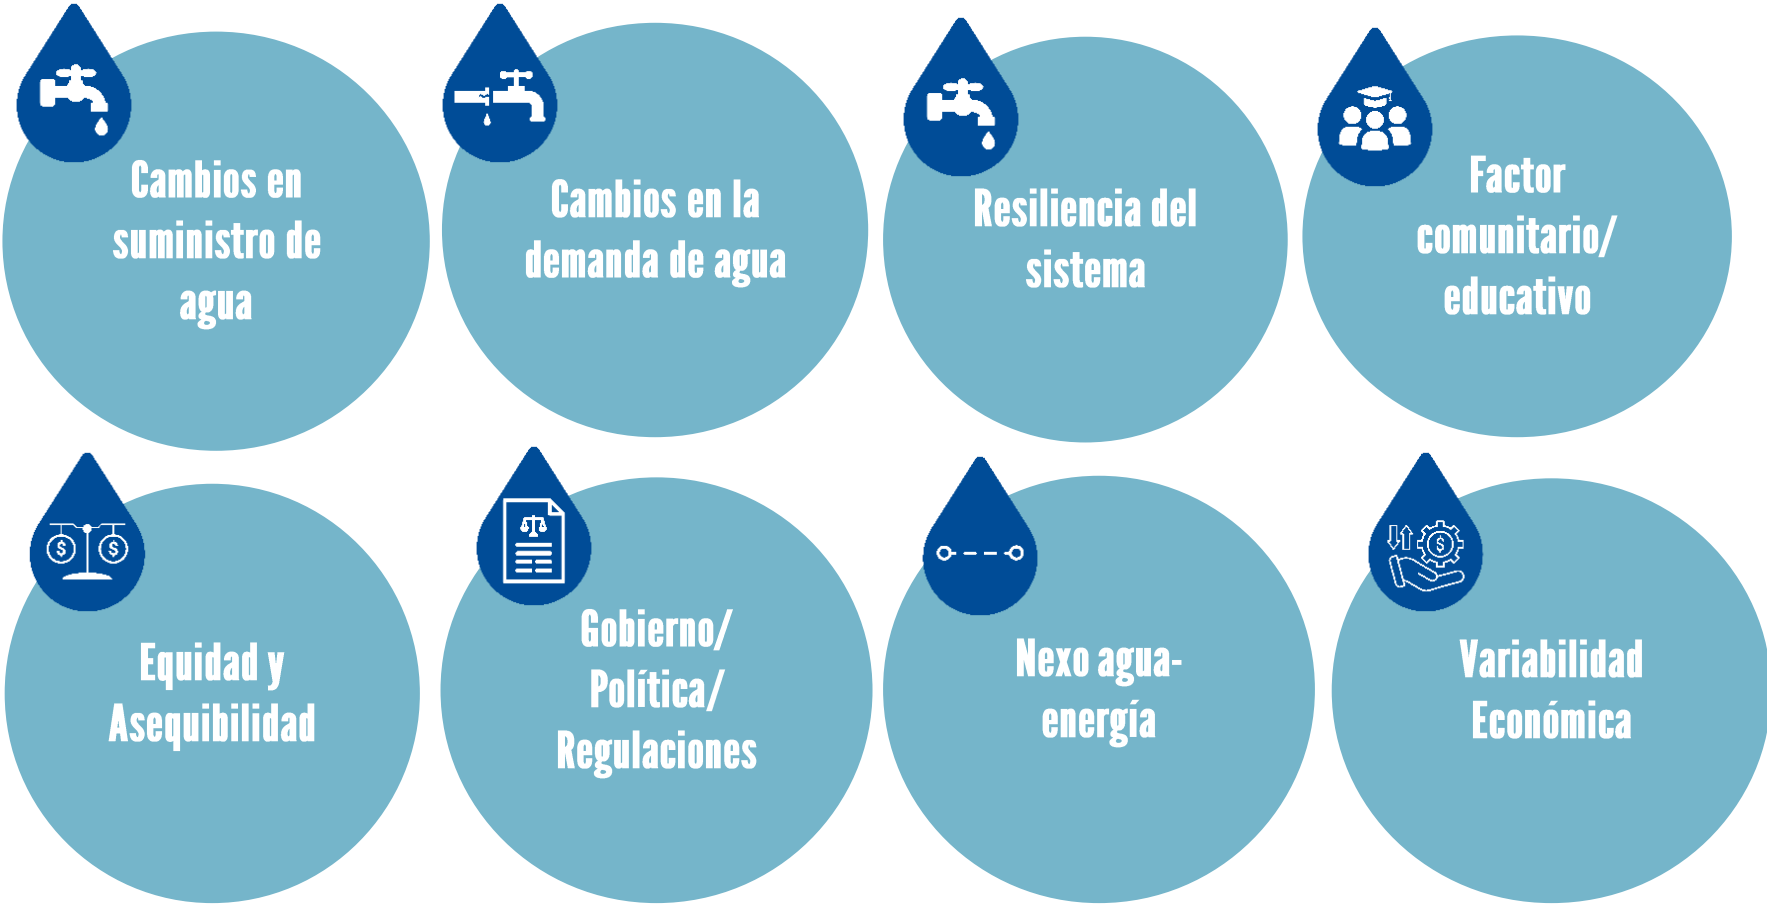 Cambios en
suministro de
agua
Cambios en la
demanda de agua
Resiliencia del
sistema
Factor
comunitario/
educativo
$ $
Equidad y
Asequibilidad
Gobierno/
Política/
Regulaciones
Nexo agua-
energía
$
Variabilidad
Económica